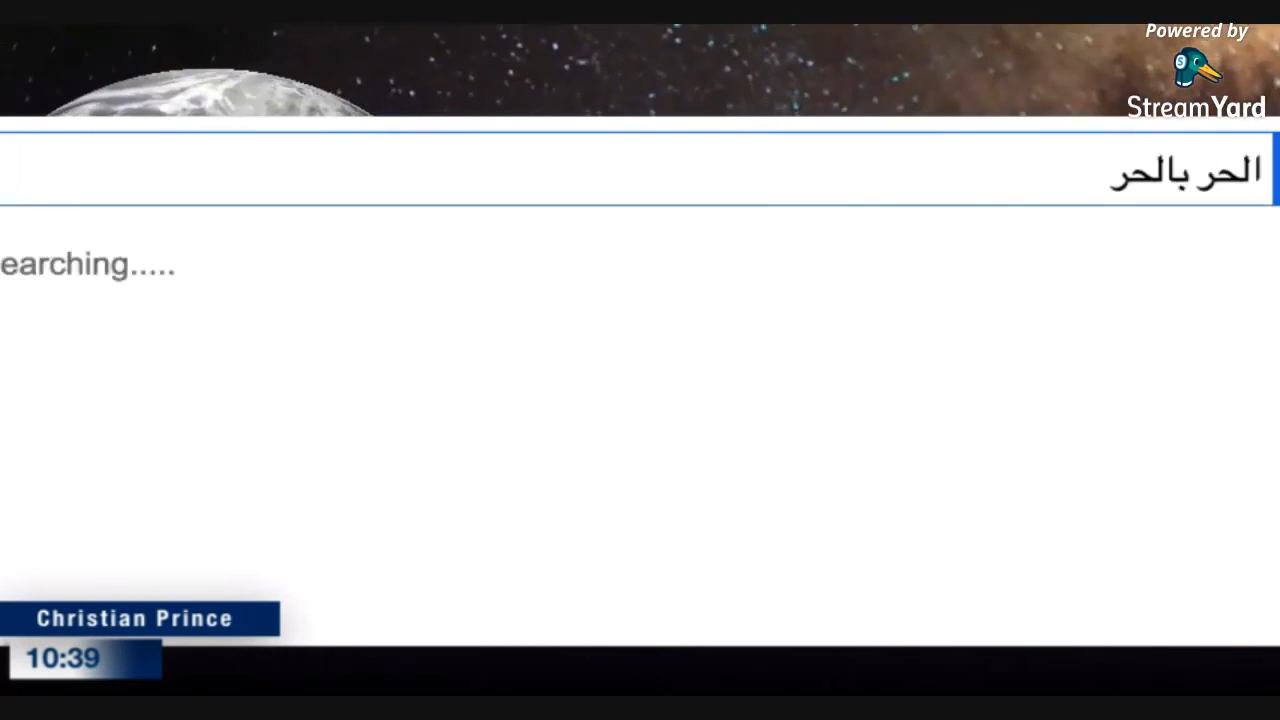 Powered by
StreamYard
الحر بالحر
earching.....
Christian Prince
10:39